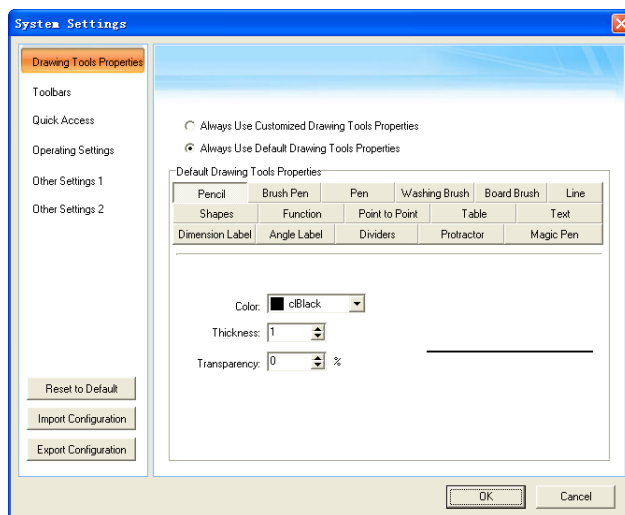 System Settings
Drawing Tools Properties
Toolbars
Quick Access
Operating Settings
Other Settings 1
Other Settings 2
Reset to Default
Import Configuration
Export Configuration
Always Use Customized Drawing Tools Properties
Always Use Default Drawing Tools Properties
Default Drawing Tools Properties
Pencil Brush Pen Pen Washing Brush Board Brush Line
Shapes Function Point to Point Table Text
Dimension Label Angle Label Dividers Protractor Magic Pen
Color: clBlack
Thickness: 1
Transparency: 0 %
OK Cancel